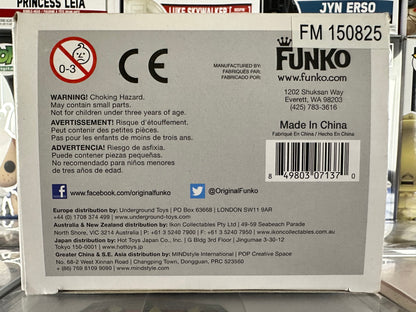 PRINCESS LEIA
LUKE SKYWALKER
JYN ERSO
FM 150825
0-3
CE
MANUFACTURED BY:
FABRIQUÉ PAR:
FABRICADO POR:
FUNKO
www.funko.com
1202 Shuksan Way
Everett, WA 98203
(425) 783-3616
WARNING! Choking Hazard.
May contain small parts.
Not for children under three years of age.
AVERTISSEMENT! Risque d'étouffement.
Peut contenir des petites pièces.
Pas pour les enfants de moins de trois ans.
ADVERTENCIA! Riesgo de asfixia.
Puede contener piezas pequeñas.
No recomendado para niños menores
de tres años de edad.
Made In China
Fabriqué En China / Hecho En China
8 49803 07137 0
www.facebook.com/originalfunko
@OriginalFunko
Europe distribution by: Underground Toys | PO Box 63668 | LONDON SW11 9AR
+44 (0) 1708 374 499 | www.underground-toys.com
Australia & New Zealand distribution by: Ikon Collectables Pty Ltd | 49-59 Seabeach Parade
North Shore, VIC 3214 Australia | P: +61 3 5240 7900 | F: +61 3 5240 7950 | www.ikoncollectables.com.au
Japan distribution by: Hot Toys Japan Co., Inc. | G Bldg 3rd Floor | Jingumae 3-30-12
Tokyo 150-0001 | www.hottoys.jp
Greater China & S.E. Asia distribution by: MINDstyle International | POP Creative Space
No. 68-2 West Xinnan Road | Changping Town, Dongguan, PRC 523560
+ (86) 769 8109 9080 | www.mindstyle.com